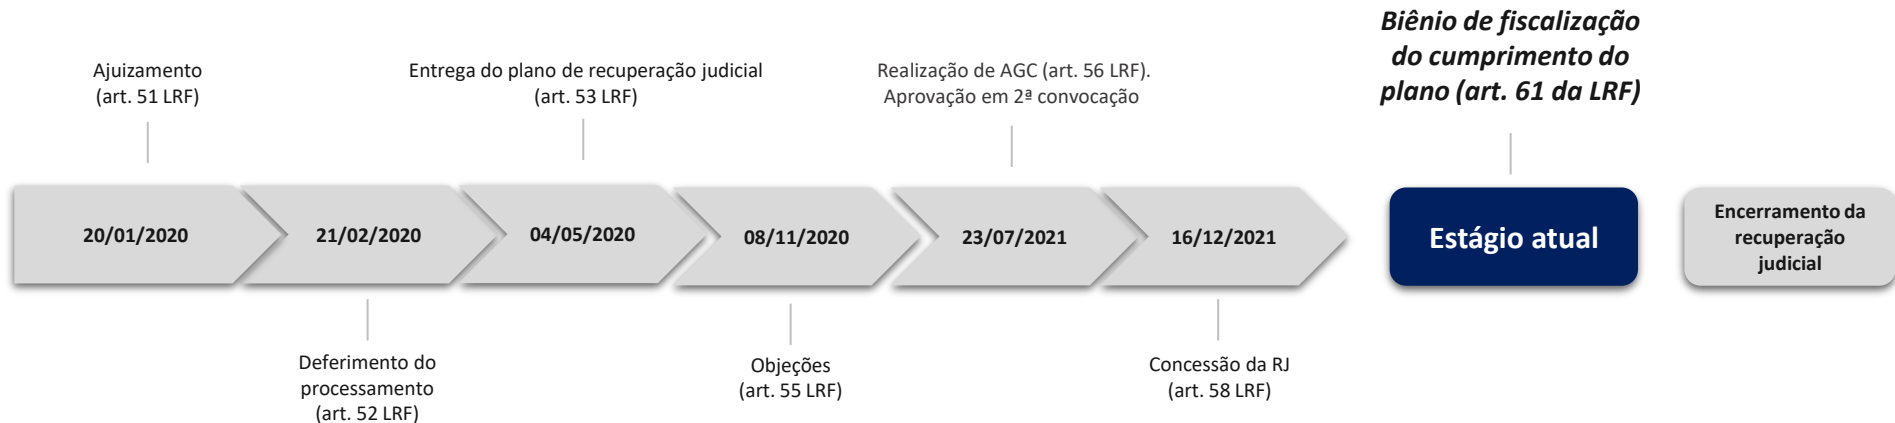 Ajuizamento
(art. 51 LRF)
20/01/2020
21/02/2020
Deferimento do
processamento
(art. 52 LRF)
Entrega do plano de recuperação judicial
(art. 53 LRF)
04/05/2020
08/11/2020
Objeções
(art. 55 LRF)
Realização de AGC (art. 56 LRF).
Aprovação em 2ª convocação
23/07/2021
16/12/2021
Concessão da RJ
(art. 58 LRF)
Biênio de fiscalização
do cumprimento do
plano (art. 61 da LRF)
Estágio atual
Encerramento da
recuperação
judicial